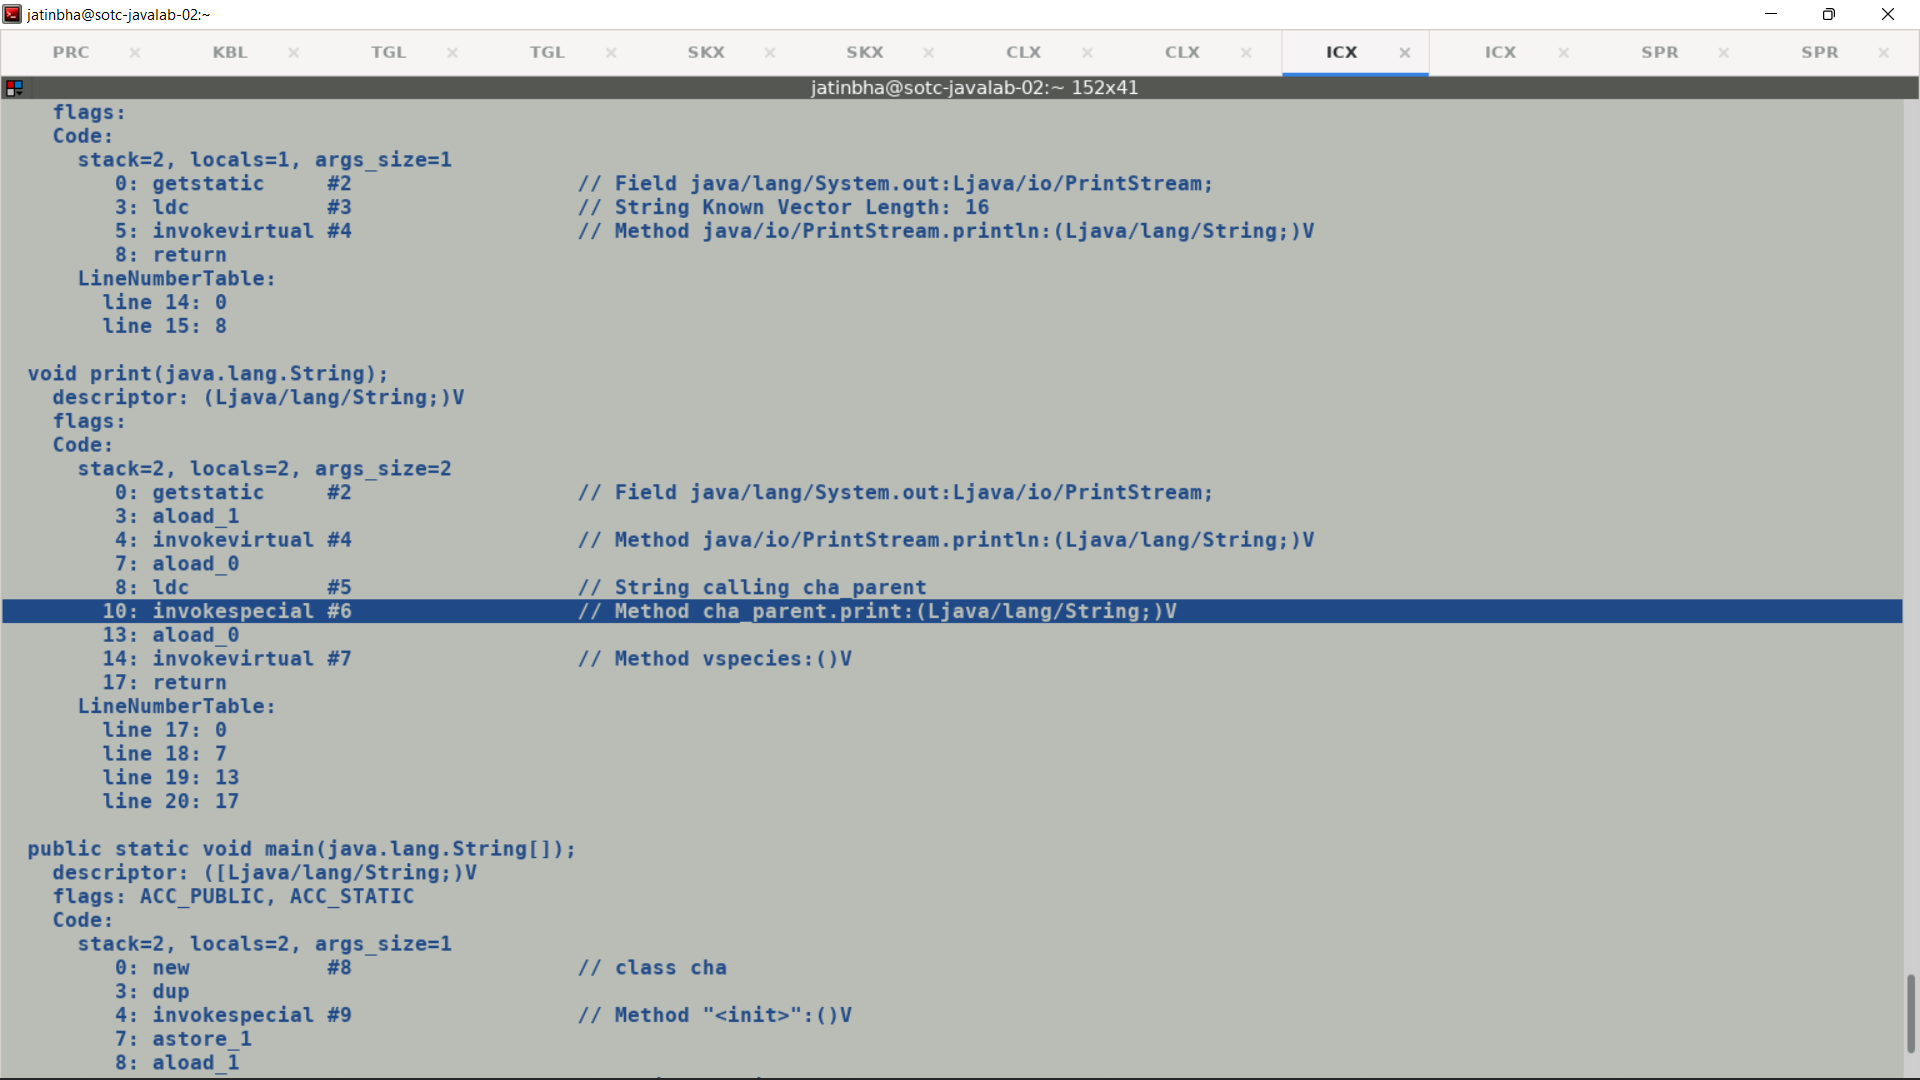 jatinbha@sotc-javalab-02:~
PRC × KBL × TGL × TGL × SKX × SKX × CLX × CLX × ICX × ICX × SPR × SPR ×
jatinbha@sotc-javalab-02:~ 152x41
flags:
Code:
stack=2, locals=1, args_size=1
0: getstatic #2 // Field java/lang/System.out:Ljava/io/PrintStream;
3: ldc #3 // String Known Vector Length: 16
5: invokevirtual #4 // Method java/io/PrintStream.println:(Ljava/lang/String;)V
8: return
LineNumberTable:
line 14: 0
line 15: 8
void print(java.lang.String);
descriptor: (Ljava/lang/String;)V
flags:
Code:
stack=2, locals=2, args_size=2
0: getstatic #2 // Field java/lang/System.out:Ljava/io/PrintStream;
3: aload_1
4: invokevirtual #4 // Method java/io/PrintStream.println:(Ljava/lang/String;)V
7: aload_0
8: ldc #5 // String calling cha_parent
10: invokespecial #6 // Method cha_parent.print:(Ljava/lang/String;)V
13: aload_0
14: invokevirtual #7 // Method vspecies:()V
17: return
LineNumberTable:
line 17: 0
line 18: 7
line 19: 13
line 20: 17
public static void main(java.lang.String[]);
descriptor: ([Ljava/lang/String;)V
flags: ACC_PUBLIC, ACC_STATIC
Code:
stack=2, locals=2, args_size=1
0: new #8 // class cha
3: dup
4: invokespecial #9 // Method "<init>":()V
7: astore_1
8: aload_1